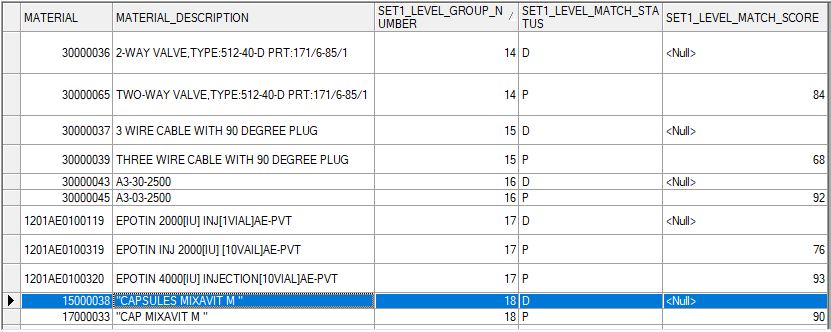 MATERIAL MATERIAL_DESCRIPTION SET1_LEVEL_GROUP_NUMBER SET1_LEVEL_MATCH_STATUS SET1_LEVEL_MATCH_SCORE
30000036 2-WAY VALVE,TYPE:512-40-D PRT:171/6-85/1 14 D <Null>
30000065 TWO-WAY VALVE,TYPE:512-40-D PRT:171/6-85/1 14 P 84
30000037 3 WIRE CABLE WITH 90 DEGREE PLUG 15 D <Null>
30000039 THREE WIRE CABLE WITH 90 DEGREE PLUG 15 P 68
30000043 A3-30-2500 16 D <Null>
30000045 A3-03-2500 16 P 92
1201AE0100119 EPOTIN 2000[IU] INJ[1VIAL]AE-PVT 17 D <Null>
1201AE0100319 EPOTIN INJ 2000[IU] [10VAIL]AE-PVT 17 P 76
1201AE0100320 EPOTIN 4000[IU] INJECTION[10VIAL]AE-PVT 17 P 93
15000038 "CAPSULES MIXAVIT M " 18 D <Null>
17000033 "CAP MIXAVIT M " 18 P 90